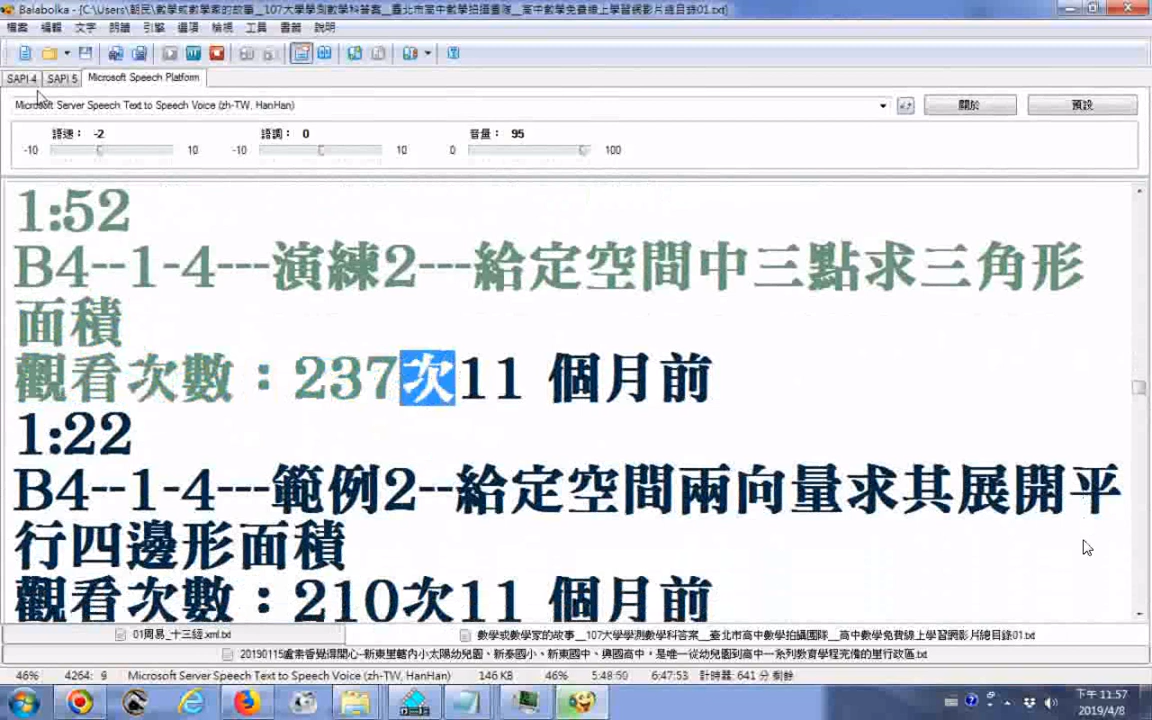 Balabolka - [C:\Users\朝民\數學或數學家的故事__107大學學測數學科答案__臺北市高中數學拍攝團隊__高中數學免費線上學習網影片總目錄01.txt]
檔案 編輯 文字 朗讀 引擎 選項 檢視 工具 書籤 說明
SAPI 4 SAPI 5 Microsoft Speech Platform
Microsoft Server Speech Text to Speech Voice (zh-TW, HanHan) 關於 預設
語速： -2 語調： 0 音量： 95
-10 10 -10 10 0 100
1:52
B4--1-4---演練2---給定空間中三點求三角形
面積
觀看次數：237次11 個月前
1:22
B4--1-4---範例2--給定空間兩向量求其展開平
行四邊形面積
觀看次數：210次11 個月前
01周易_十三經.xml.txt 數學或數學家的故事__107大學學測數學科答案__臺北市高中數學拍攝團隊__高中數學免費線上學習網影片總目錄01.txt
20190115盧素香覺得開心-新東里轄內小太陽幼兒園、新泰國小、新東國中、興國高中，是唯一從幼兒園到高中一系列教育學程完備的里行政區.txt
46% 4264: 9 Microsoft Server Speech Text to Speech Voice (zh-TW, HanHan) 146 KB 46% 5:48:59 6:47:53 計時器: 641 分 剩餘
下午 11:57
2019/4/8